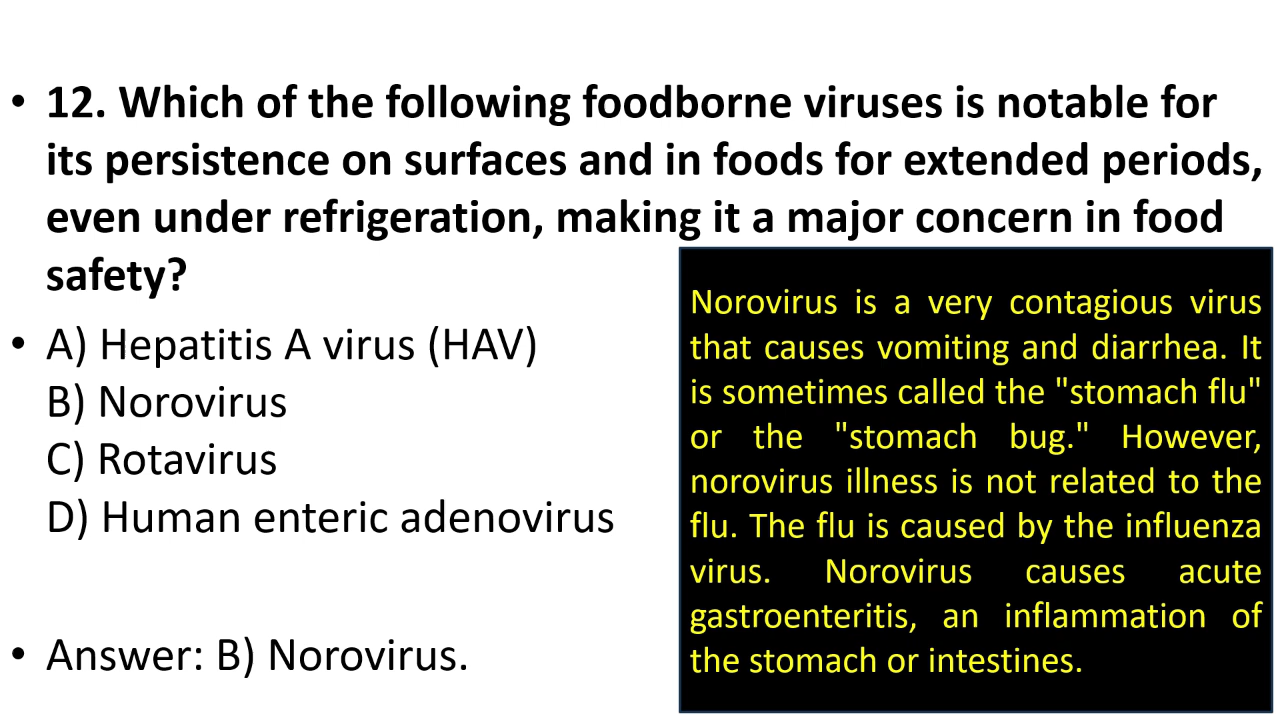 • 12. Which of the following foodborne viruses is notable for
its persistence on surfaces and in foods for extended periods,
even under refrigeration, making it a major concern in food
safety?
• A) Hepatitis A virus (HAV)
B) Norovirus
C) Rotavirus
D) Human enteric adenovirus
• Answer: B) Norovirus.
Norovirus is a very contagious virus
that causes vomiting and diarrhea. It
is sometimes called the "stomach flu"
or the "stomach bug." However,
norovirus illness is not related to the
flu. The flu is caused by the influenza
virus. Norovirus causes acute
gastroenteritis, an inflammation of
the stomach or intestines.